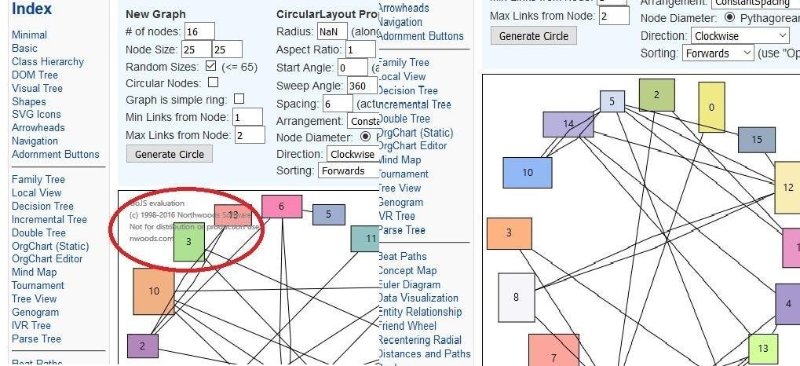 Index
Minimal
Basic
Class Hierarchy
DOM Tree
Visual Tree
Shapes
SVG Icons
Arrowheads
Navigation
Adornment Buttons
Family Tree
Local View
Decision Tree
Incremental Tree
Double Tree
OrgChart (Static)
OrgChart Editor
Mind Map
Tournament
Tree View
Genogram
IVR Tree
Parse Tree
Beat Paths
New Graph
# of nodes: 16
Node Size: 25 25
Random Sizes: (<= 65)
Circular Nodes:
Graph is simple ring:
Min Links from Node: 1
Max Links from Node: 2
Generate Circle
CircularLayout Pro
Radius: NaN (along
Aspect Ratio: 1
Start Angle: 0
Sweep Angle: 360
Spacing: 6 (actu
Arrangement: Const
Node Diameter: P
Direction: Clockwise
Sorting: Forwards
GoJS evaluation
(c) 1998-2016 Northwoods Software
Not for distribution or production use
nwoods.com
13
3
6
5
11
10
2
Arrowheads
Navigation
Adornment Buttons
Family Tree
Local View
Decision Tree
Incremental Tree
Double Tree
OrgChart (Static)
OrgChart Editor
Mind Map
Tournament
Tree View
Genogram
VR Tree
Parse Tree
Beat Paths
Concept Map
Euler Diagram
Data Visualization
Entity Relationship
Friend Wheel
Recentering Radial
Distances and Paths
Min Links from Node:
Max Links from Node: 2
Generate Circle
Arrangement: ConstantSpacing
Node Diameter: Pythagorean
Direction: Clockwise
Sorting: Forwards (use "Op
5
2
0
14
15
10
12
3
1
8
4
7
13